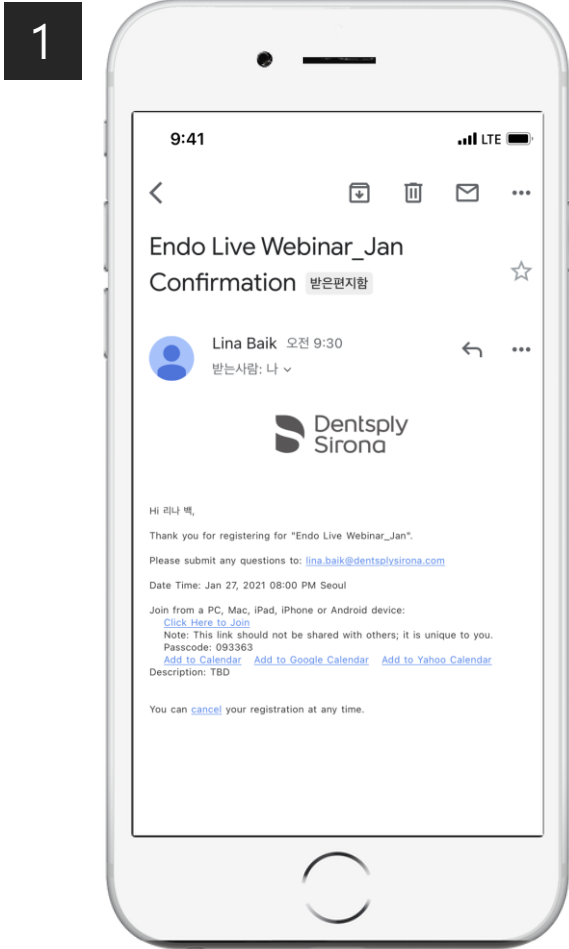 1
9:41
LTE
Endo Live Webinar_Jan
Confirmation 받은편지함
Lina Baik 오전 9:30
받는사람: 나
Dentsply
Sirona
Hi 리나 백,
Thank you for registering for "Endo Live Webinar_Jan".
Please submit any questions to: lina.baik@dentsplysirona.com
Date Time: Jan 27, 2021 08:00 PM Seoul
Join from a PC, Mac, iPad, iPhone or Android device:
Click Here to Join
Note: This link should not be shared with others; it is unique to you.
Passcode: 093363
Add to Calendar Add to Google Calendar Add to Yahoo Calendar
Description: TBD
You can cancel your registration at any time.